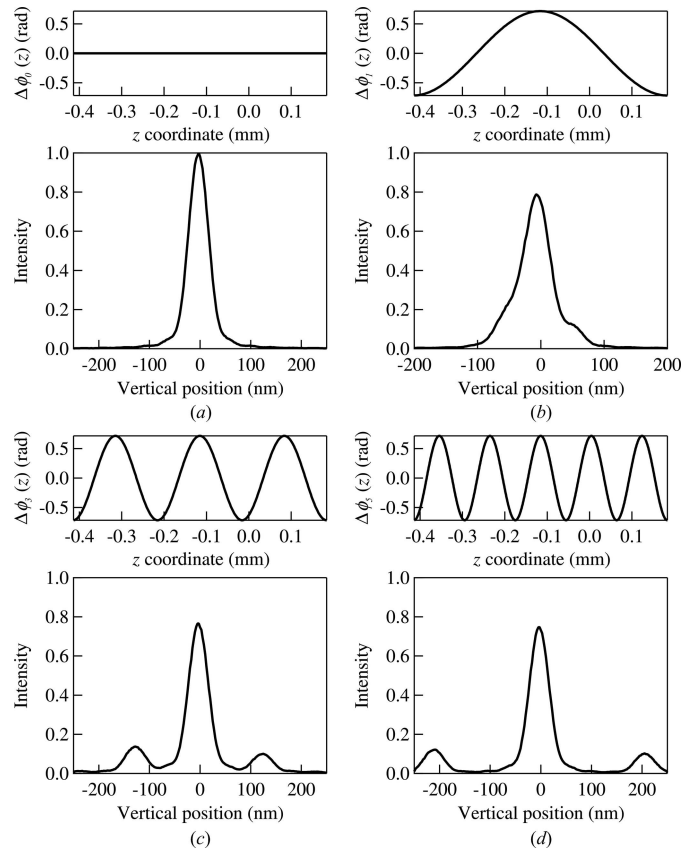 Δϕ₀ (z) (rad)
0.5
0.0
-0.5
-0.4 -0.3 -0.2 -0.1 0.0 0.1
z coordinate (mm)
Intensity
1.0
0.8
0.6
0.4
0.2
0.0
-200 -100 0 100 200
Vertical position (nm)
(a)
Δϕ₁ (z) (rad)
0.5
0.0
-0.5
-0.4 -0.3 -0.2 -0.1 0.0 0.1
z coordinate (mm)
Intensity
1.0
0.8
0.6
0.4
0.2
0.0
-200 -100 0 100 200
Vertical position (nm)
(b)
Δϕ₃ (z) (rad)
0.5
0.0
-0.5
-0.4 -0.3 -0.2 -0.1 0.0 0.1
z coordinate (mm)
Intensity
1.0
0.8
0.6
0.4
0.2
0.0
-200 -100 0 100 200
Vertical position (nm)
(c)
Δϕ₅ (z) (rad)
0.5
0.0
-0.5
-0.4 -0.3 -0.2 -0.1 0.0 0.1
z coordinate (mm)
Intensity
1.0
0.8
0.6
0.4
0.2
0.0
-200 -100 0 100 200
Vertical position (nm)
(d)